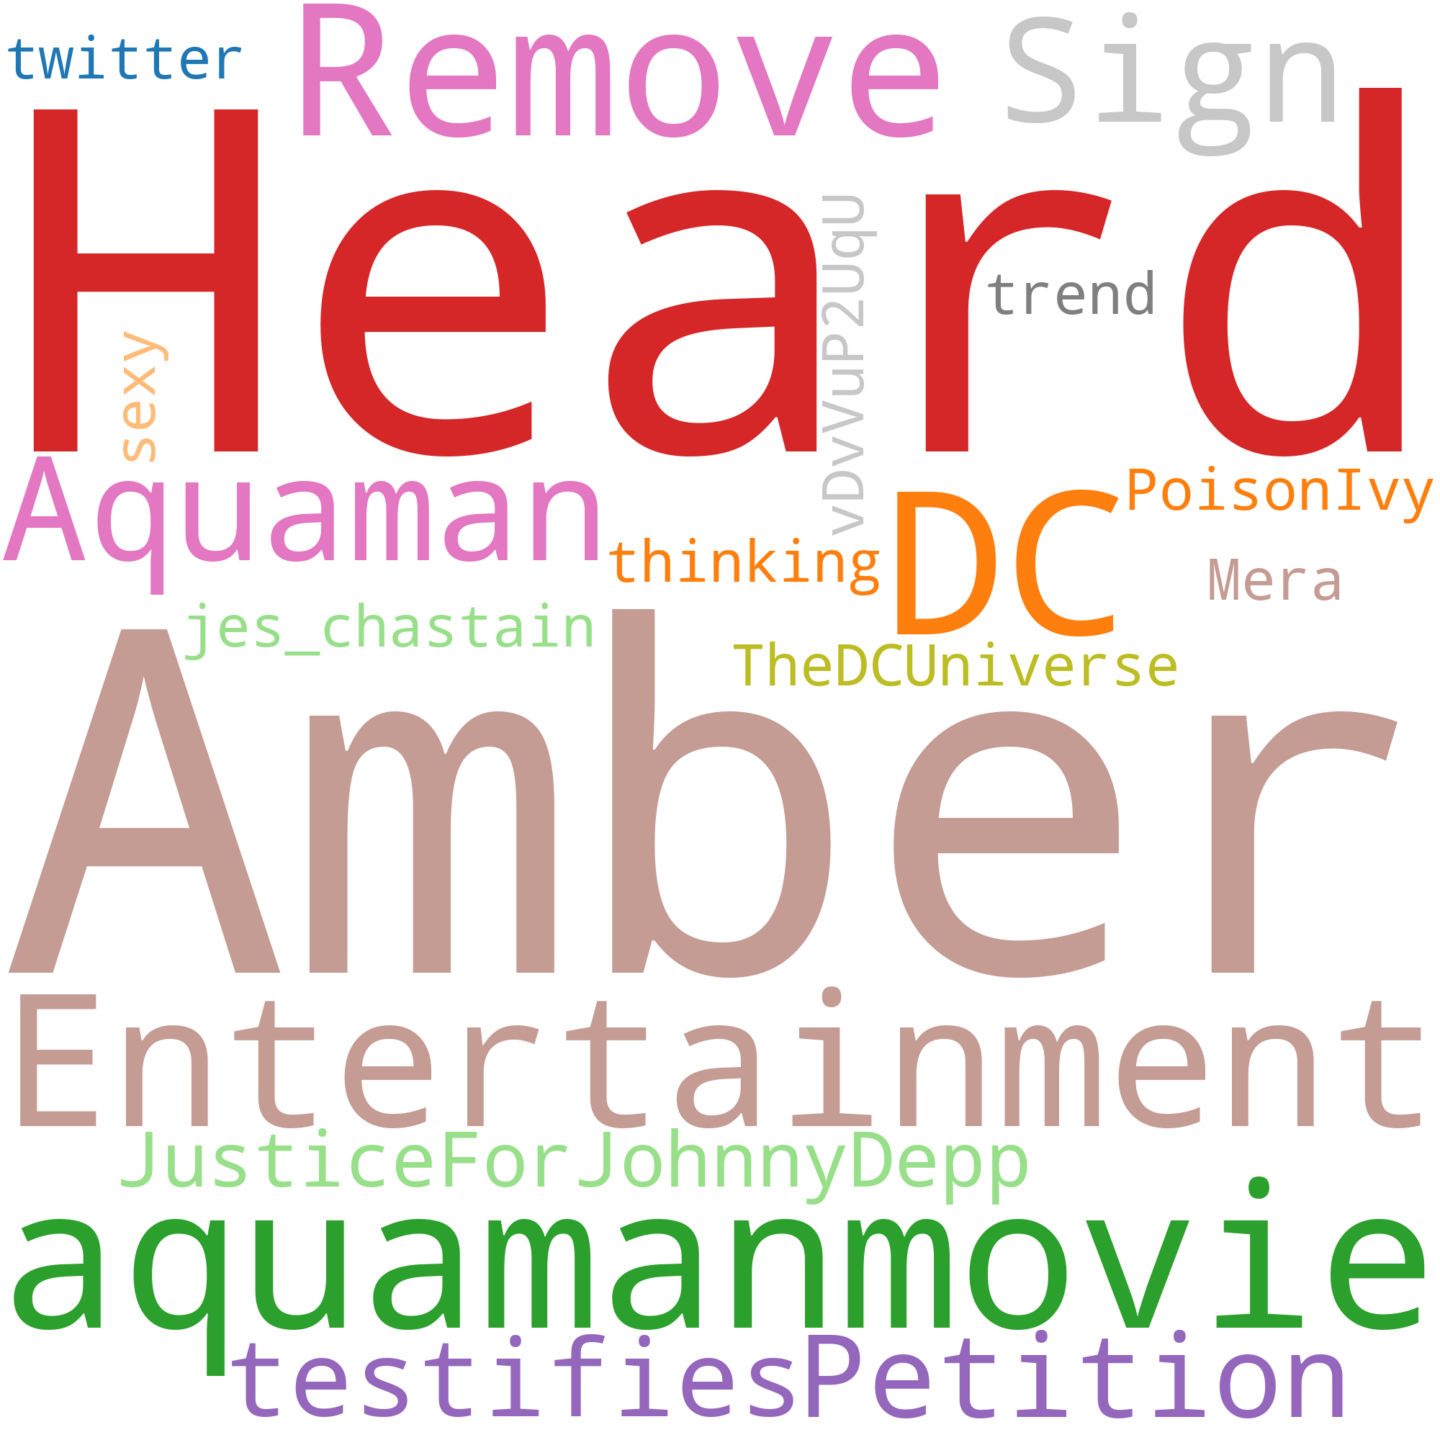 twitter
Remove
Sign
Heard
vDvVuP2UqU
trend
sexy
Aquaman
DC
PoisonIvy
thinking
Mera
jes_chastain
TheDCUniverse
Amber
Entertainment
JusticeForJohnnyDepp
aquamanmovie
testifies
Petition